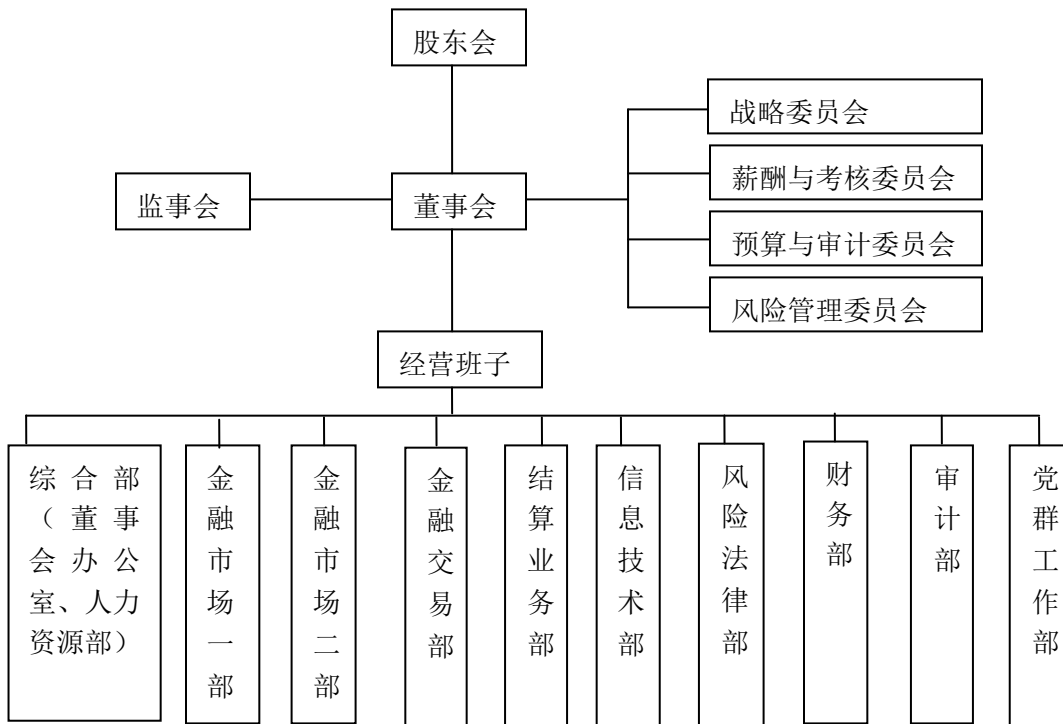 股东会
战略委员会
薪酬与考核委员会
监事会
董事会
预算与审计委员会
风险管理委员会
经营班子
综合部
（董事
会办公
室、人力
资源部）
金融市场一部
金融市场二部
金融交易部
结算业务部
信息技术部
风险法律部
财务部
审计部
党群工作部